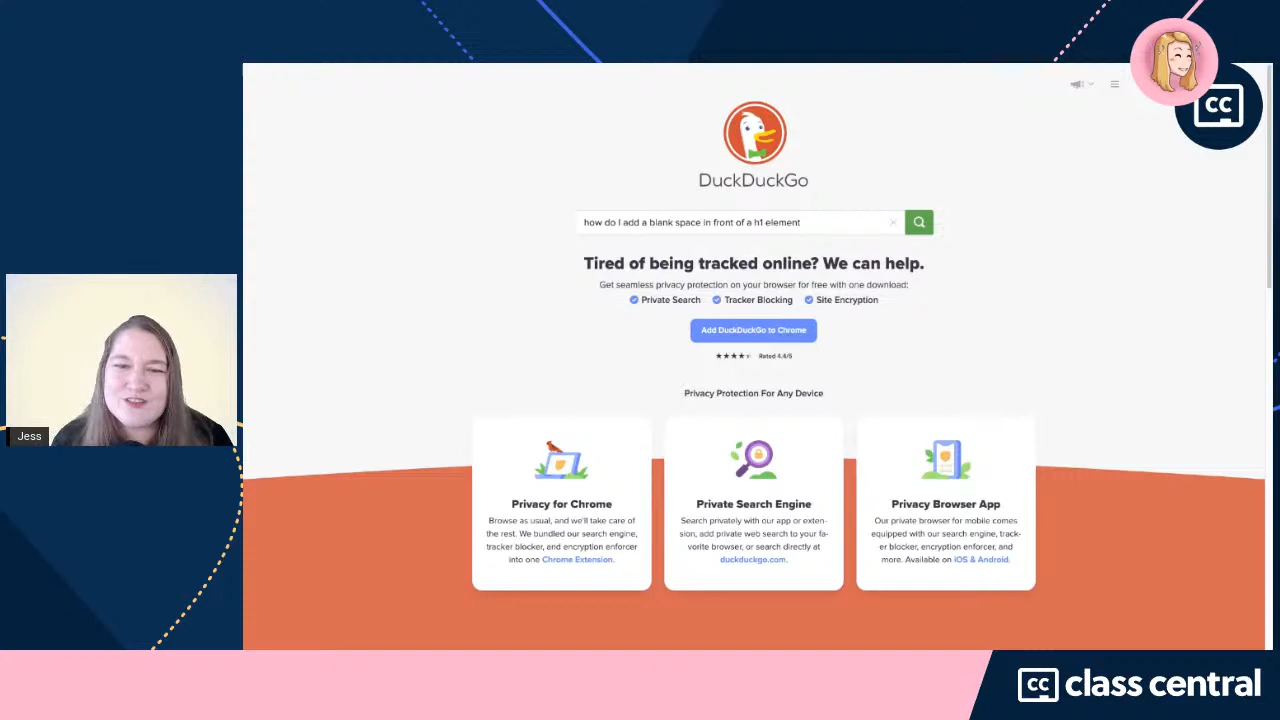 CC
DuckDuckGo
how do I add a blank space in front of a h1 element
Tired of being tracked online? We can help.
Get seamless privacy protection on your browser for free with one download:
Private Search Tracker Blocking Site Encryption
Add DuckDuckGo to Chrome
Rated 4.6/5
Privacy Protection For Any Device
Privacy for Chrome
Browse as usual, and we'll take care of
the rest. We bundled our search engine,
tracker blocker, and encryption enforcer
into one Chrome Extension.
Private Search Engine
Search privately with our app or exten-
sion, add private web search to your fa-
vorite browser, or search directly at
duckduckgo.com.
Privacy Browser App
Our private browser for mobile comes
equipped with our search engine, track-
er blocker, encryption enforcer, and
more. Available on iOS & Android.
Jess
CC class central